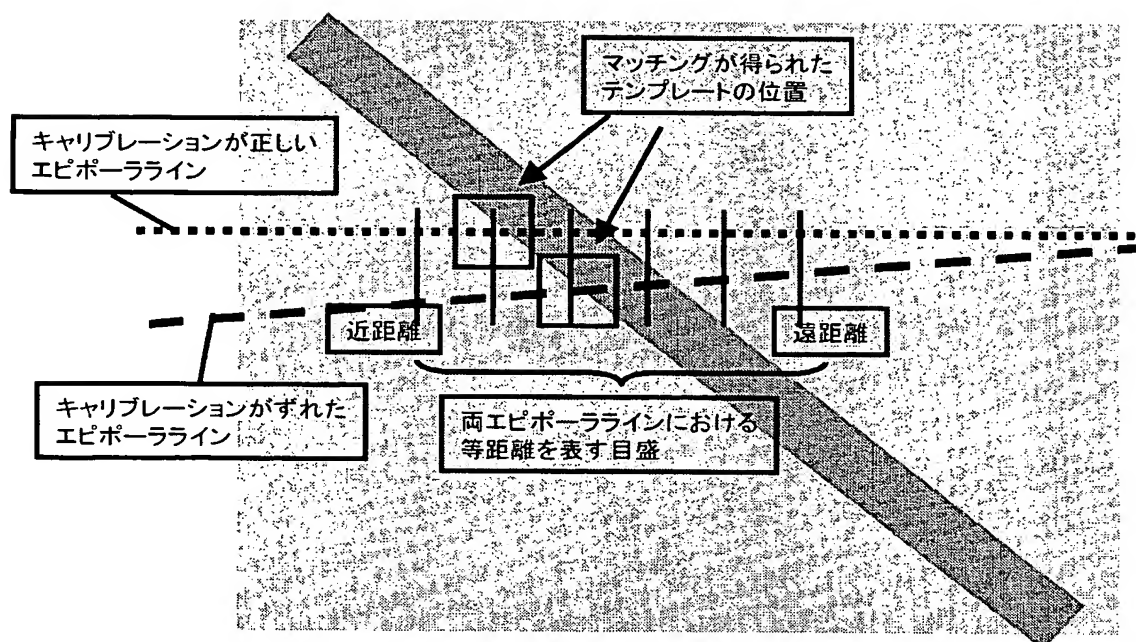 マッチングが得られた
テンプレートの位置
キャリブレーションが正しい
エピポーラライン
近距離
遠距離
キャリブレーションがずれた
エピポーラライン
両エピポーララインにおける
等距離を表す目盛